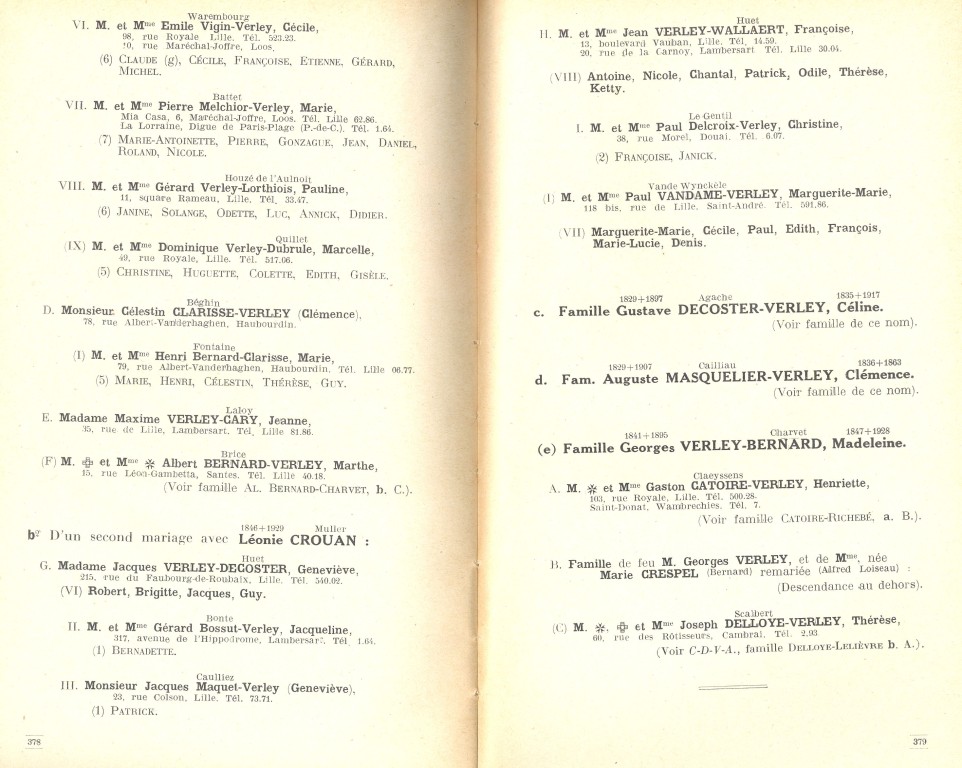 Warembourg
VI. M. et Mme Emile Vigin-Verley, Cécile,
98, rue Royale Lille. Tél. 523.23.
10, rue Maréchal-Joffre, Loos.
(6) CLAUDE (g), CÉCILE, FRANÇOISE, ETIENNE, GÉRARD,
MICHEL.
Battet
VII. M. et Mme Pierre Melchior-Verley, Marie,
Mia Casa, 6, Maréchal-Joffre, Loos. Tél. Lille 62.86.
La Lorraine, Digue de Paris-Plage (P.-de-C.). Tél. 1.64.
(7) MARIE-ANTOINETTE, PIERRE, GONZAGUE, JEAN, DANIEL,
ROLAND, NICOLE.
Houzé de l'Aulnoit
VIII. M. et Mme Gérard Verley-Lorthiois, Pauline,
11, square Rameau, Lille. Tél. 33.47.
(6) JANINE, SOLANGE, ODETTE, LUC, ANNICK, DIDIER.
Quillet
(IX) M. et Mme Dominique Verley-Dubrule, Marcelle,
49, rue Royale, Lille. Tél. 517.06.
(5) CHRISTINE, HUGUETTE, COLETTE, EDITH, GISÈLE.
Béghin
D. Monsieur Célestin CLARISSE-VERLEY (Clémence),
78, rue Albert-Vanderhaghen, Haubourdin.
Fontaine
(I) M. et Mme Henri Bernard-Clarisse, Marie,
79, rue Albert-Vanderhaghen, Haubourdin. Tél. Lille 06.77.
(5) MARIE, HENRI, CÉLESTIN, THÉRÈSE, GUY.
Laloy
E. Madame Maxime VERLEY-CARY, Jeanne,
35, rue de Lille, Lambersart. Tél. Lille 81.86.
Brice
(F) M. ✙ et Mme ✲ Albert BERNARD-VERLEY, Marthe,
15, rue Léon-Gambetta, Santes. Tél. Lille 40.18.
(Voir famille AL. BERNARD-CHARVET, b. C.).
1846+1929 Muller
b2 D'un second mariage avec Léonie CROUAN :
Huet
G. Madame Jacques VERLEY-DECOSTER, Geneviève,
215, rue du Faubourg-de-Roubaix, Lille. Tél. 540.02.
(VI) Robert, Brigitte, Jacques, Guy.
Bonte
II. M. et Mme Gérard Bossut-Verley, Jacqueline,
317, avenue de l'Hippodrome, Lambersart. Tél. 1.64.
(1) BERNADETTE.
Caulliez
III. Monsieur Jacques Maquet-Verley (Geneviève),
23, rue Colson, Lille. Tél. 73.71.
(1) PATRICK.
378
Huet
H. M. et Mme Jean VERLEY-WALLAERT, Françoise,
13, boulevard Vauban, Lille. Tél. 14.59.
20, rue de la Carnoy, Lambersart Tél. Lille 30.04.
(VIII) Antoine, Nicole, Chantal, Patrick, Odile, Thérèse,
Ketty.
Le Gentil
I. M. et Mme Paul Delcroix-Verley, Christine,
38, rue Morel, Douai. Tél. 6.07.
(2) FRANÇOISE, JANICK.
Vande Wynckèle
(I) M. et Mme Paul VANDAME-VERLEY, Marguerite-Marie,
118 bis, rue de Lille, Saint-André. Tél. 591.86.
(VII) Marguerite-Marie, Cécile, Paul, Edith, François,
Marie-Lucie, Denis.
1829+1897 Agache 1835+1917
c. Famille Gustave DECOSTER-VERLEY, Céline.
(Voir famille de ce nom).
1829+1907 Cailliau 1836+1863
d. Fam. Auguste MASQUELIER-VERLEY, Clémence.
(Voir famille de ce nom).
1841+1895 Charvet 1847+1928
(e) Famille Georges VERLEY-BERNARD, Madeleine.
Claeyssens
A. M. ✲ et Mme Gaston CATOIRE-VERLEY, Henriette,
103, rue Royale, Lille. Tél. 500.28.
Saint-Donat, Wambrechies. Tél. 7.
(Voir famille CATOIRE-RICHEBÉ, a. B.).
B. Famille de feu M. Georges VERLEY, et de Mme, née
Marie CRESPEL (Bernard) remariée (Alfred Loiseau) :
(Descendance au dehors).
Scalbert
(C) M. ✲, ✙ et Mme Joseph DELLOYE-VERLEY, Thérèse,
60, rue des Rôtisseurs, Cambrai. Tél. 2.93
(Voir C-D-V-A., famille DELLOYE-LELIÈVRE b. A.).
379